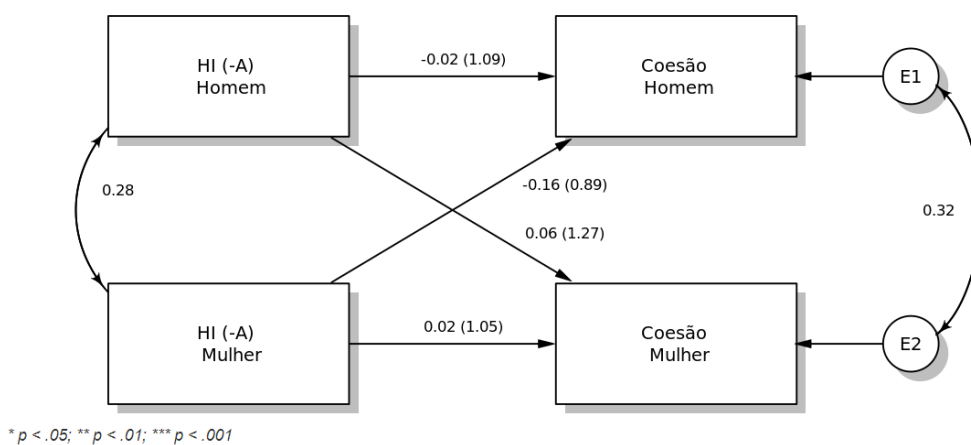 HI (-A)
Homem
-0.02 (1.09)
Coesão
Homem
E1
0.28
-0.16 (0.89)
0.06 (1.27)
0.32
HI (-A)
Mulher
0.02 (1.05)
Coesão
Mulher
E2
* p < .05; ** p < .01; *** p < .001